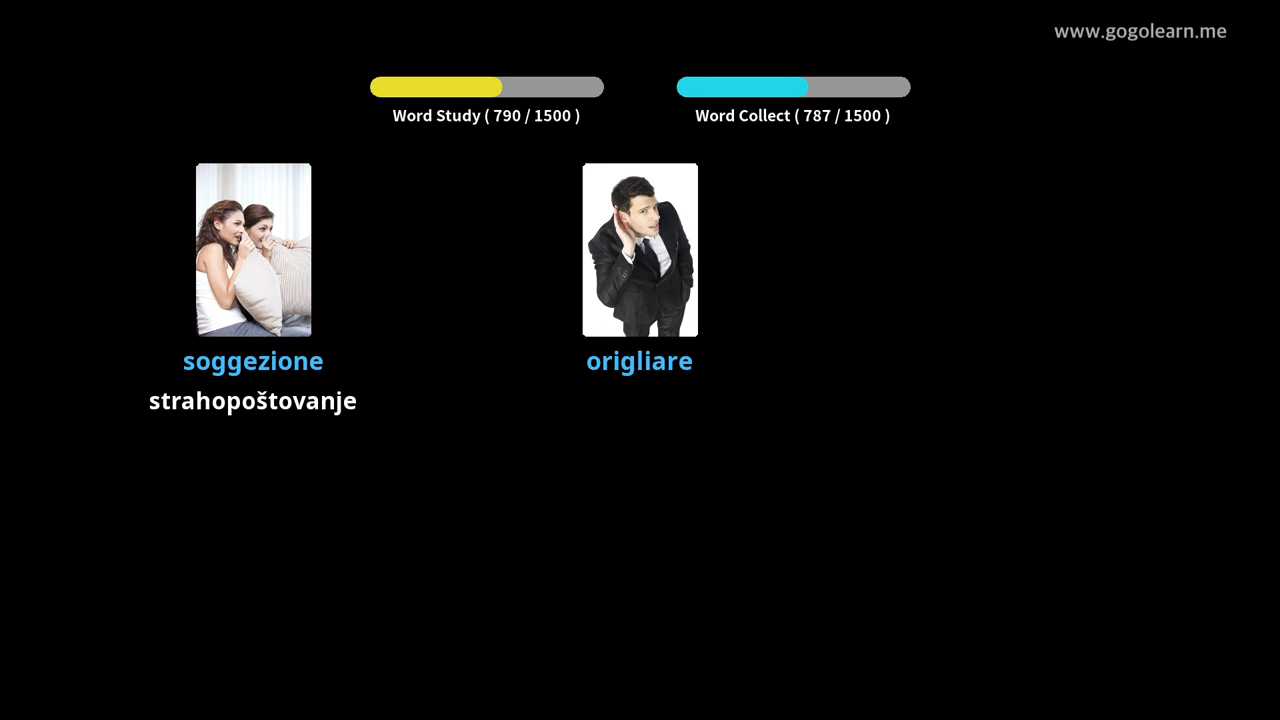 www.gogolearn.me
Word Study ( 790 / 1500 )
Word Collect ( 787 / 1500 )
soggezione
origliare
strahopoštovanje